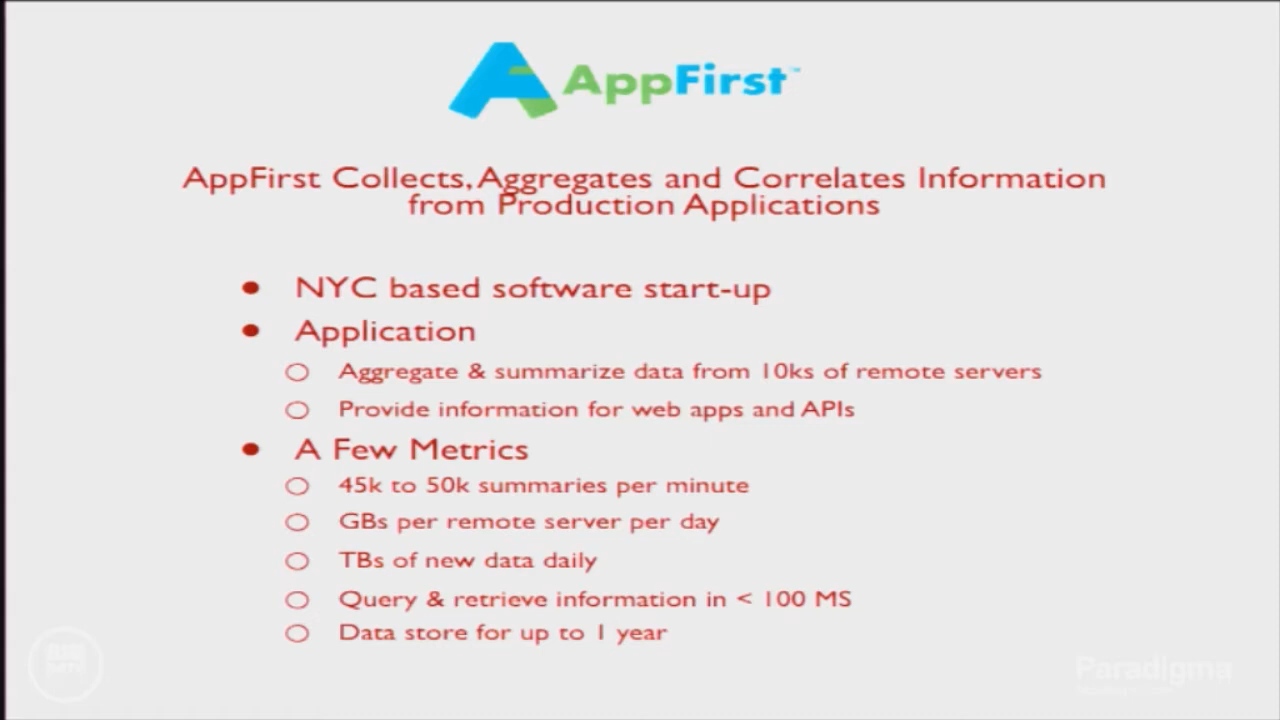 AppFirst™
AppFirst Collects, Aggregates and Correlates Information
from Production Applications
• NYC based software start-up
• Application
○ Aggregate & summarize data from 10ks of remote servers
○ Provide information for web apps and APIs
• A Few Metrics
○ 45k to 50k summaries per minute
○ GBs per remote server per day
○ TBs of new data daily
○ Query & retrieve information in < 100 MS
○ Data store for up to 1 year
Paradigma